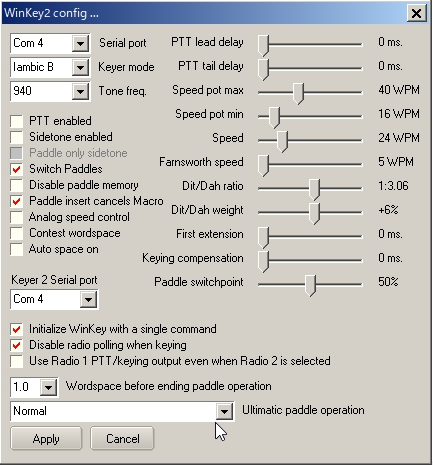 WinKey2 config ...
Com 4 Serial port
Iambic B Keyer mode
940 Tone freq.
PTT enabled
Sidetone enabled
Paddle only sidetone
Switch Paddles
Disable paddle memory
Paddle insert cancels Macro
Analog speed control
Contest wordspace
Auto space on
Keyer 2 Serial port
Com 4
PTT lead delay 0 ms.
PTT tail delay 0 ms.
Speed pot max 40 WPM
Speed pot min 16 WPM
Speed 24 WPM
Farnsworth speed 5 WPM
Dit/Dah ratio 1:3.06
Dit/Dah weight +6%
First extension 0 ms.
Keying compensation 0 ms.
Paddle switchpoint 50%
Initialize WinKey with a single command
Disable radio polling when keying
Use Radio 1 PTT/keying output even when Radio 2 is selected
1.0 Wordspace before ending paddle operation
Normal Ultimatic paddle operation
Apply Cancel